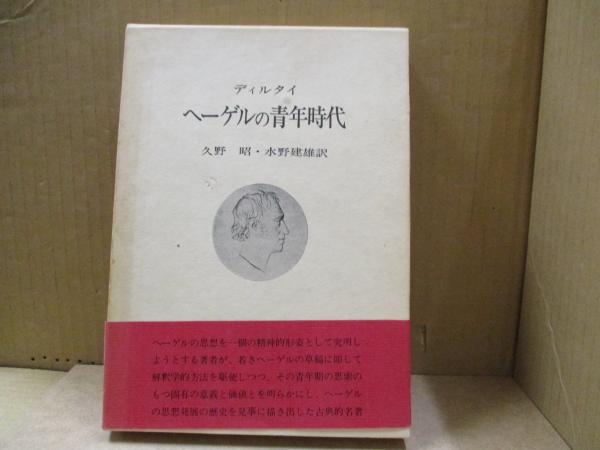 ディルタイ
ヘーゲルの青年時代
久野 昭・水野建雄訳
ヘーゲルの思想を一個の精神的形姿として究明し
ようとする著者が、若きヘーゲルの草稿に即して
解釈学的方法を駆使しつつ、その青年期の思索の
もつ固有の意義と価値とを明らかにし、ヘーゲル
の思想発展の歴史を見事に描き出した古典的名著